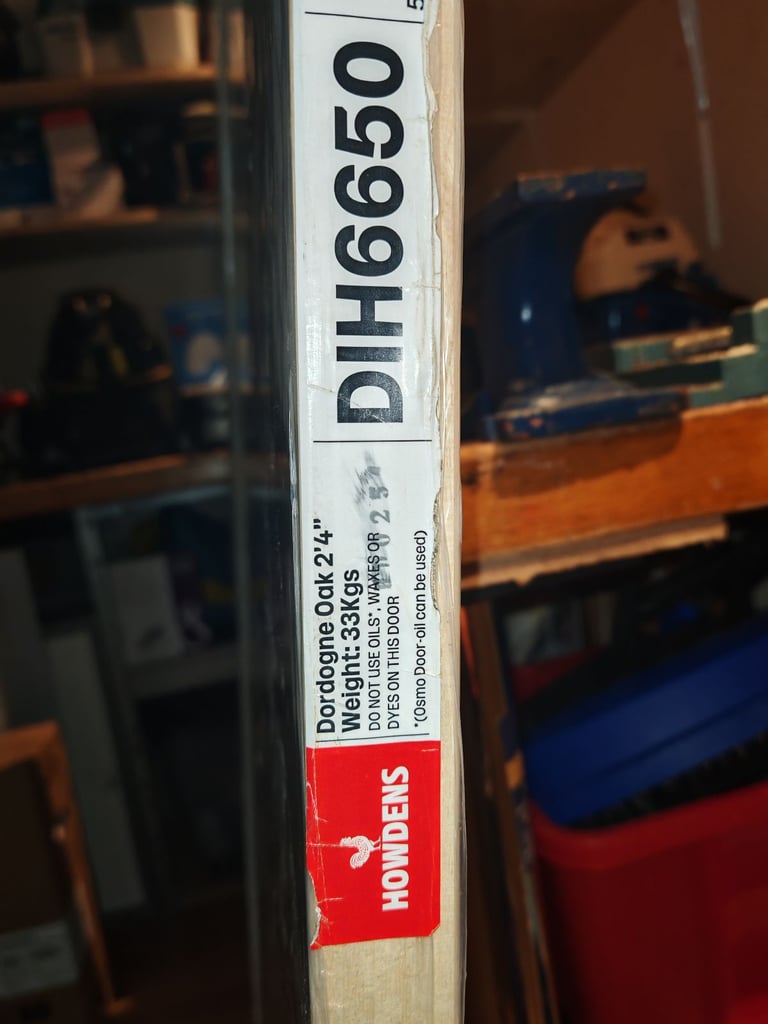 HOWDENS
Dordogne Oak 2'4"
Weight: 33Kgs
DO NOT USE OILS*, WAXES OR
DYES ON THIS DOOR
*(Osmo Door-oil can be used)
DIH6650
5